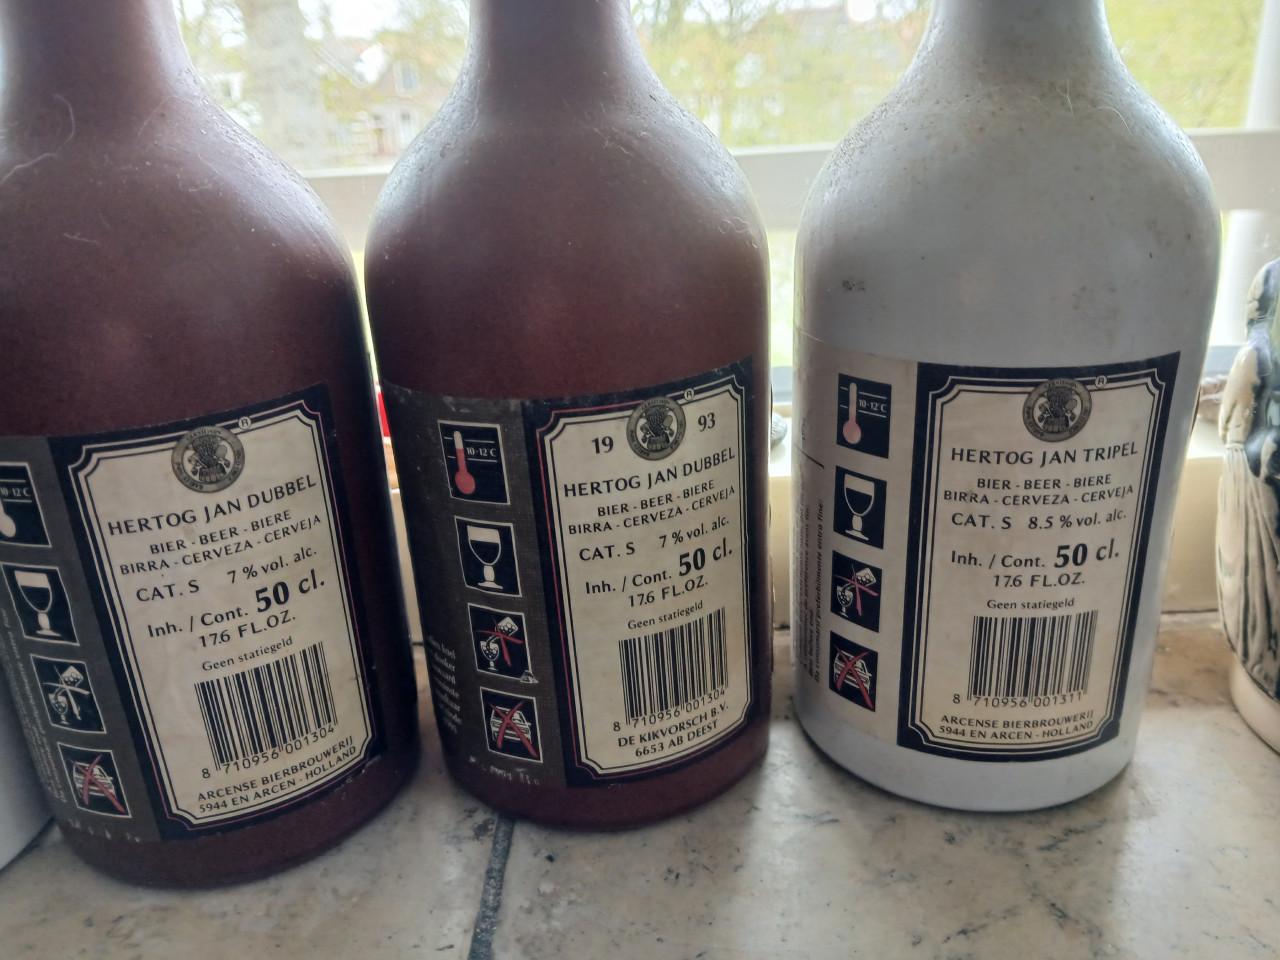 10-12°C
®
HERTOG JAN DUBBEL
BIER - BEER - BIERE
BIRRA - CERVEZA - CERVEJA
CAT. S 7 % vol. alc.
Inh. / Cont. 50 cl.
17.6 FL.OZ.
Geen statiegeld
8 710956 001304
ARCENSE BIERBROUWERIJ
5944 EN ARCEN - HOLLAND
10-12°C
®
19 93
HERTOG JAN DUBBEL
BIER - BEER - BIERE
BIRRA - CERVEZA - CERVEJA
CAT. S 7 % vol. alc.
Inh. / Cont. 50 cl.
17.6 FL.OZ.
Geen statiegeld
8 710956 001304
DE KIKVORSCH B.V.
6653 AB DEEST
10-12°C
®
HERTOG JAN TRIPEL
BIER - BEER - BIERE
BIRRA - CERVEZA - CERVEJA
CAT. S 8.5 % vol. alc.
Inh. / Cont. 50 cl.
17.6 FL.OZ.
Geen statiegeld
8 710956 001311
ARCENSE BIERBROUWERIJ
5944 EN ARCEN - HOLLAND